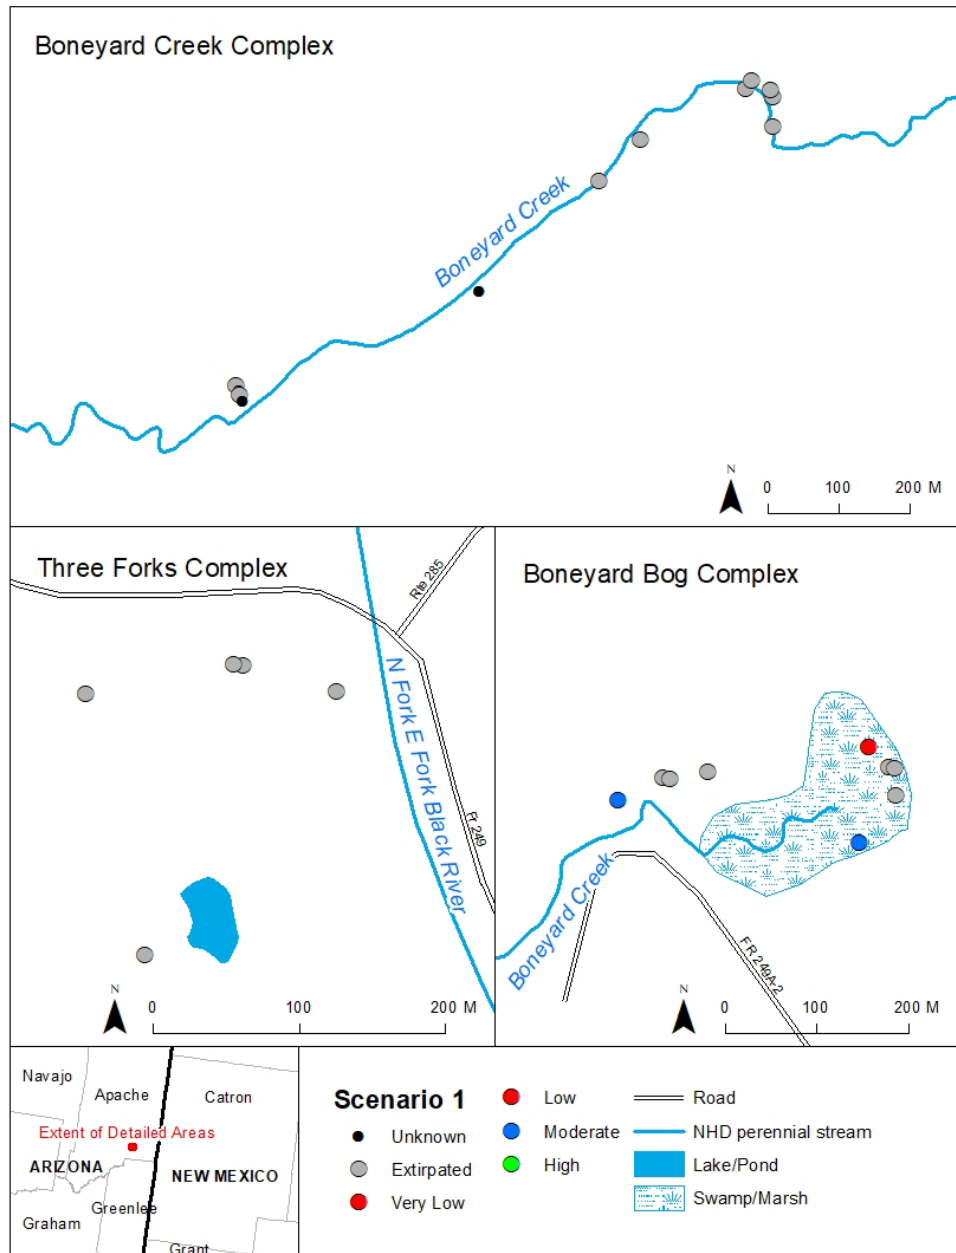 Boneyard Creek Complex
Boneyard Creek
N
0 100 200 M
Three Forks Complex
Rte 285
N Fork E Fork Black River
Fr 249
N
0 100 200 M
Boneyard Bog Complex
Boneyard Creek
FR 249A-2
N
0 100 200 M
Navajo
Apache
Catron
Extent of Detailed Areas
ARIZONA
NEW MEXICO
Greenlee
Graham
Grant
Scenario 1
Unknown
Extirpated
Very Low
Low
Moderate
High
Road
NHD perennial stream
Lake/Pond
Swamp/Marsh